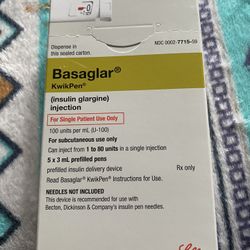 Dispense in
this sealed carton.
NDC 0002-7715-59
Basaglar®
KwikPen®
(insulin glargine)
injection
For Single Patient Use Only
100 units per mL (U-100)
For subcutaneous use only
Can inject from 1 to 80 units in a single injection
5 x 3 mL prefilled pens
prefilled insulin delivery device
Rx only
Read Basaglar® KwikPen® Instructions for Use.
NEEDLES NOT INCLUDED
This device is recommended for use with
Becton, Dickinson & Company's insulin pen needles.